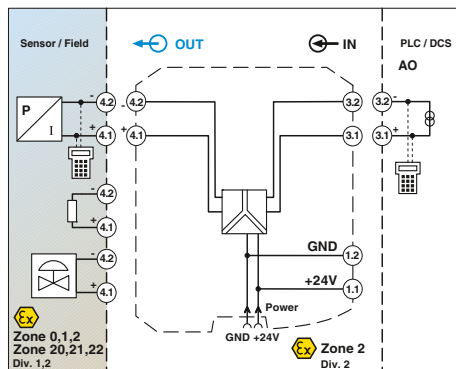 Sensor / Field
OUT
IN
PLC / DCS
AO
P
I
-
4.2
+
4.1
-
4.2
+
4.1
3.2
3.1
3.2
-
3.1
+
-
4.2
+
4.1
-
4.2
+
4.1
GND
1.2
+24V
1.1
Power
GND +24V
Ex
Zone 0,1,2
Zone 20,21,22
Div. 1,2
Ex
Zone 2
Div. 2